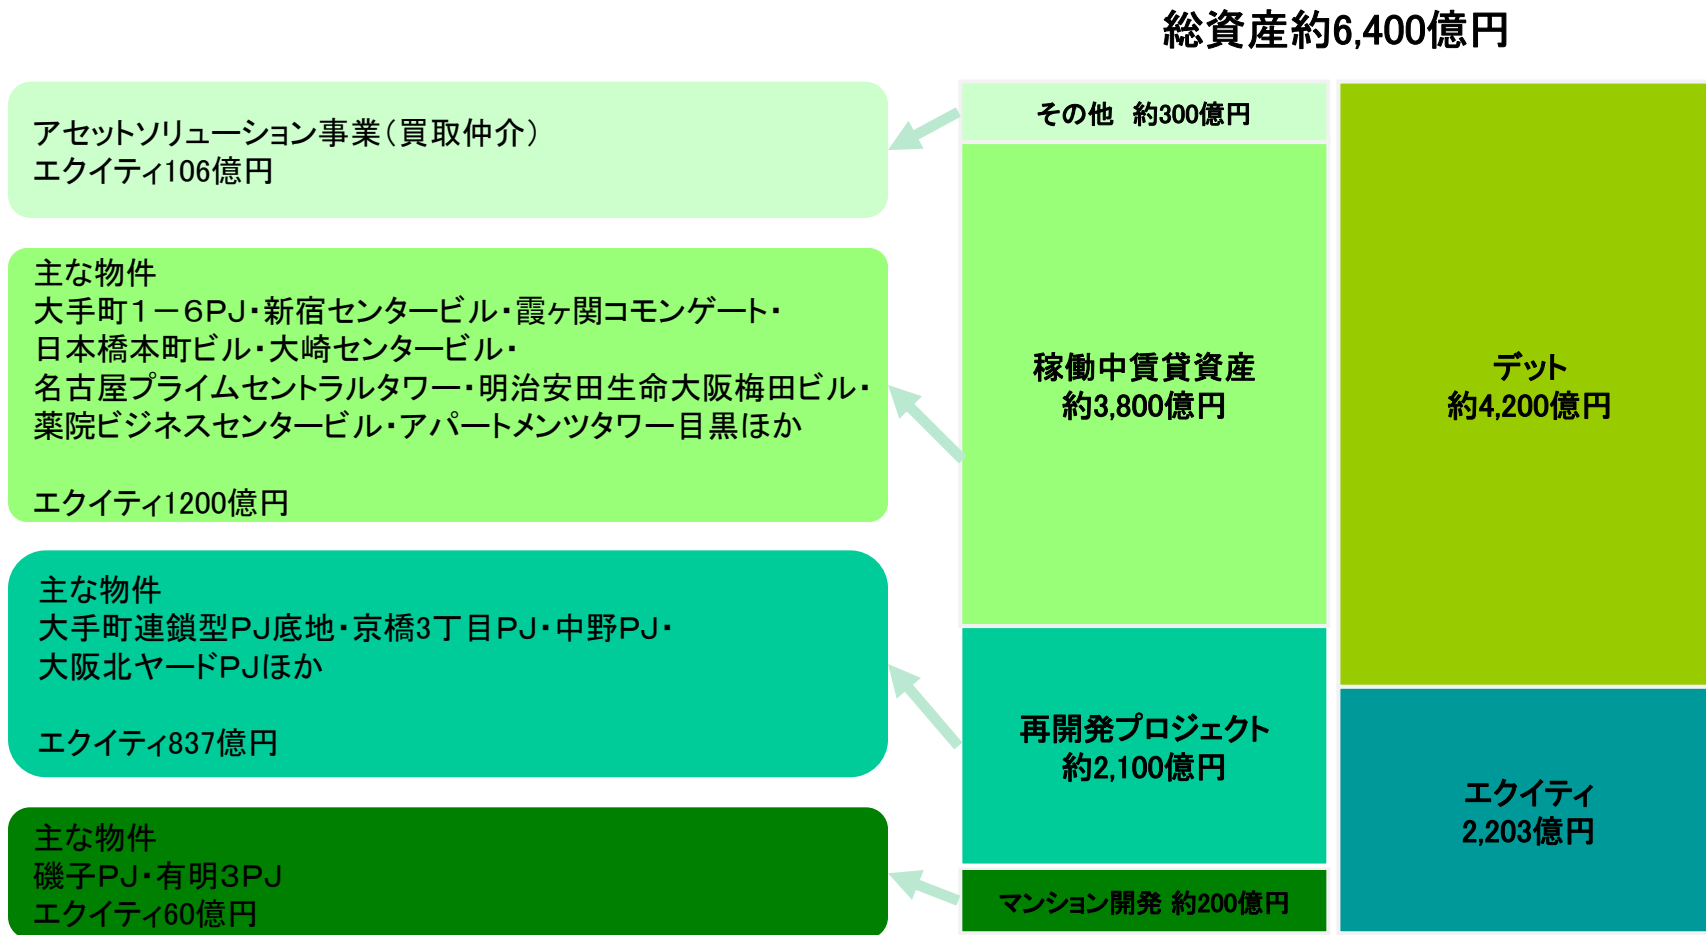 総資産約6,400億円
アセットソリューション事業（買取仲介）
エクイティ106億円
主な物件
大手町１－６PJ・新宿センタービル・霞ヶ関コモンゲート・
日本橋本町ビル・大崎センタービル・
名古屋プライムセントラルタワー・明治安田生命大阪梅田ビル・
薬院ビジネスセンタービル・アパートメンツタワー目黒ほか
エクイティ1200億円
主な物件
大手町連鎖型PJ底地・京橋3丁目PJ・中野PJ・
大阪北ヤードPJほか
エクイティ837億円
主な物件
磯子PJ・有明３PJ
エクイティ60億円
その他　約300億円
稼働中賃貸資産
約3,800億円
再開発プロジェクト
約2,100億円
マンション開発 約200億円
デット
約4,200億円
エクイティ
2,203億円